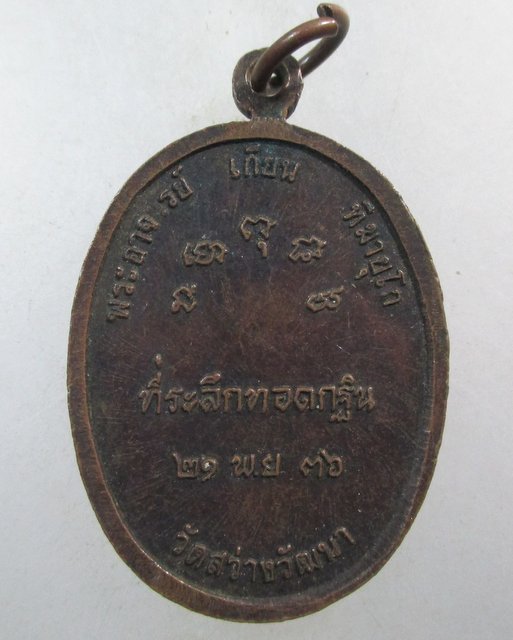 พระอาจารย์ เกียน ทีฆายุโก
ที่ระลึกทอดกฐิน
๒๑ พ.ย. ๓๖
วัดสว่างวัฒนา